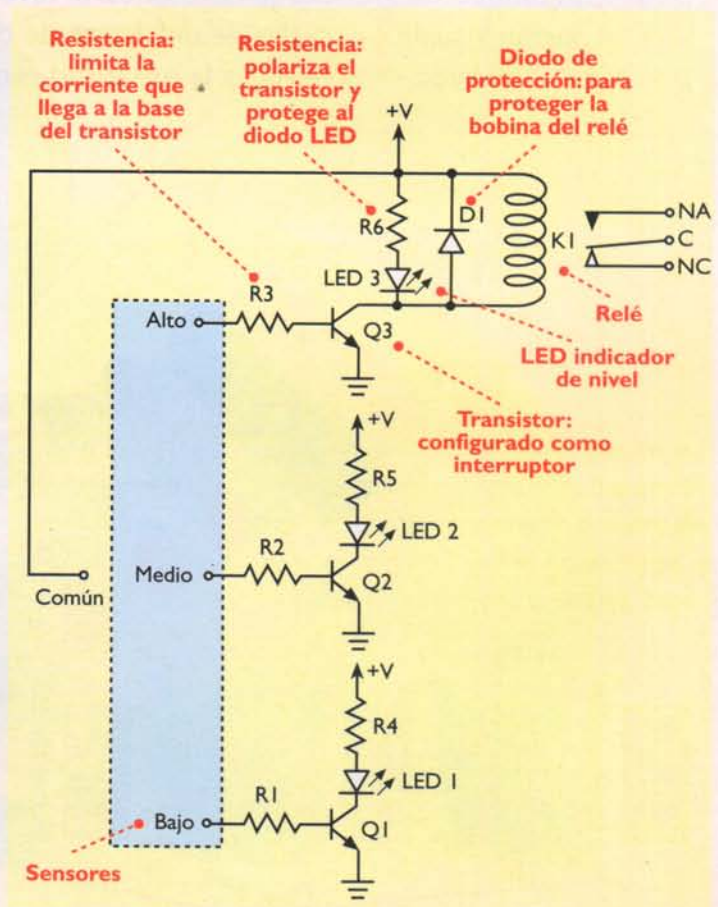 Resistencia:
limita la
corriente que
llega a la base
del transistor
Resistencia:
polariza el
transistor y
protege al
diodo LED
Diodo de
protección: para
proteger la
bobina del relé
+V
R6
D1
K1
NA
C
NC
LED 3
Relé
R3
Alto
Q3
LED indicador
de nivel
Transistor:
configurado como
interruptor
+V
R5
LED 2
R2
Medio
Q2
Común
+V
R4
LED 1
R1
Bajo
Q1
Sensores